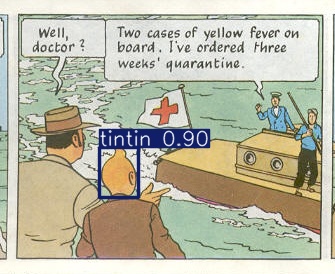 Well,
doctor?
Two cases of yellow fever on
board. I've ordered three
weeks' quarantine.
tintin 0.90